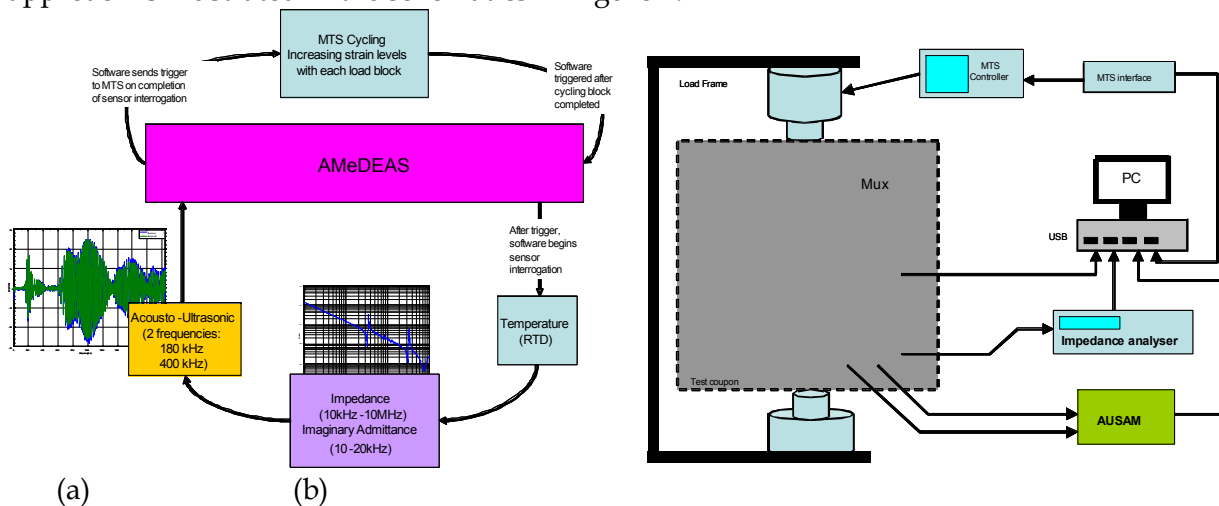 MTS Cycling
Increasing strain levels
with each load block
Software sends trigger
to MTS on completion
of sensor interrogation
Software
triggered after
cycling block
completed
AMeDEAS
After trigger,
software begins
sensor
interrogation
Temperature
(RTD)
Impedance
(10kHz -10MHz)
Imaginary Admittance
(10 -20kHz)
Acousto -Ultrasonic
(2 frequencies:
180 kHz
400 kHz)
(a)
(b)
Load Frame
MTS
Controller
MTS interface
Mux
PC
USB
Impedance analyser
Test coupon
AUSAM